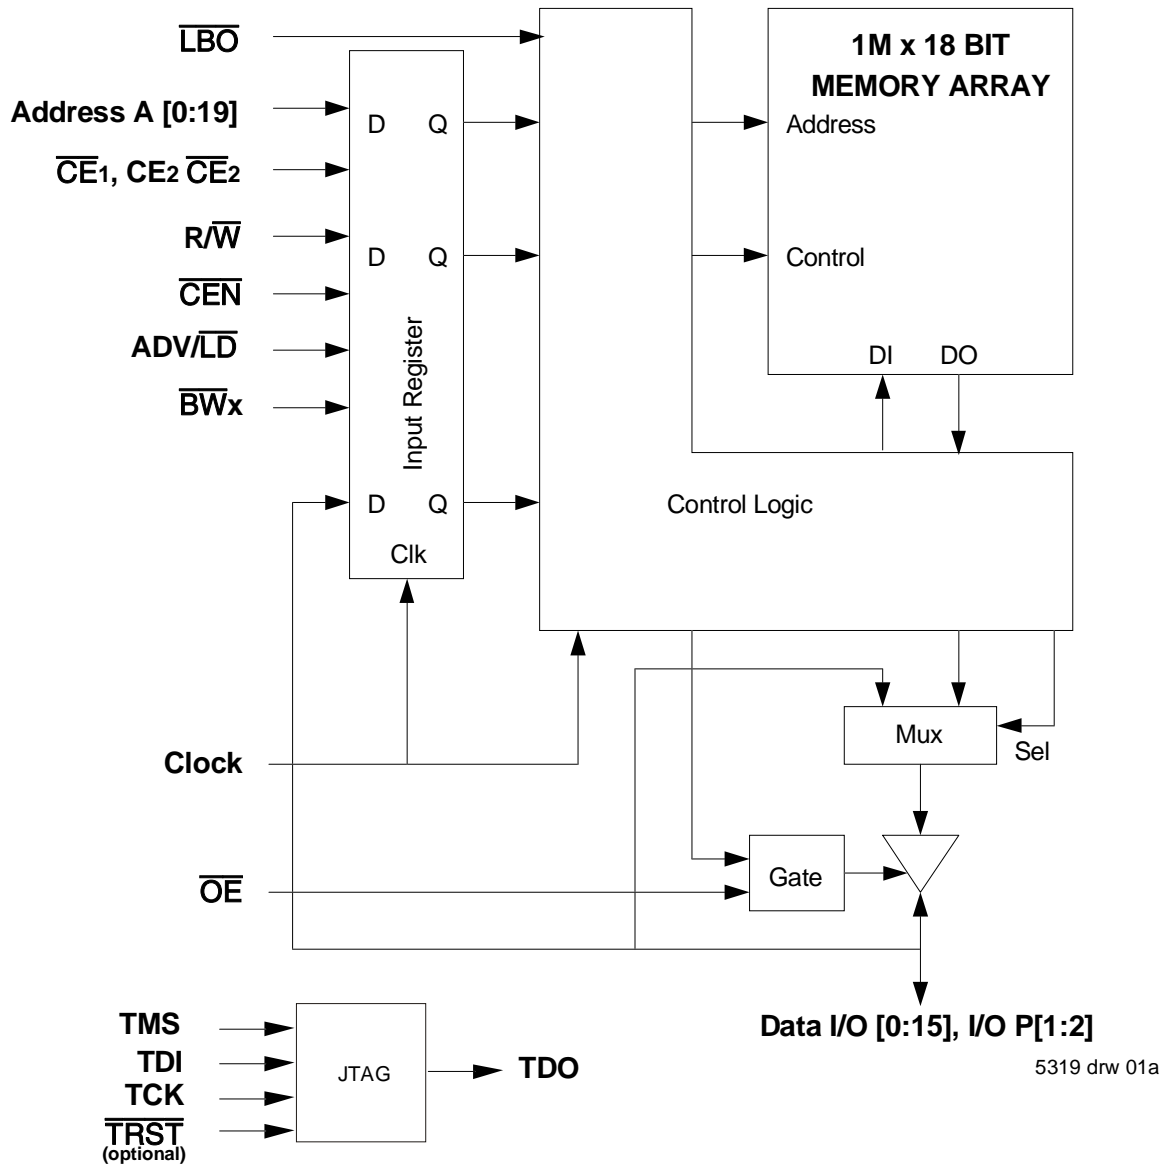 LBO
1M x 18 BIT
MEMORY ARRAY
Address A [0:19]
D Q
Address
CE1, CE2 CE2
R/W
D Q
Control
CEN
ADV/LD
BWx
Input Register
DI DO
D Q
Control Logic
Clk
Clock
Mux
Sel
OE
Gate
Data I/O [0:15], I/O P[1:2]
5319 drw 01a
TMS
TDI
TCK
TRST
(optional)
JTAG
TDO